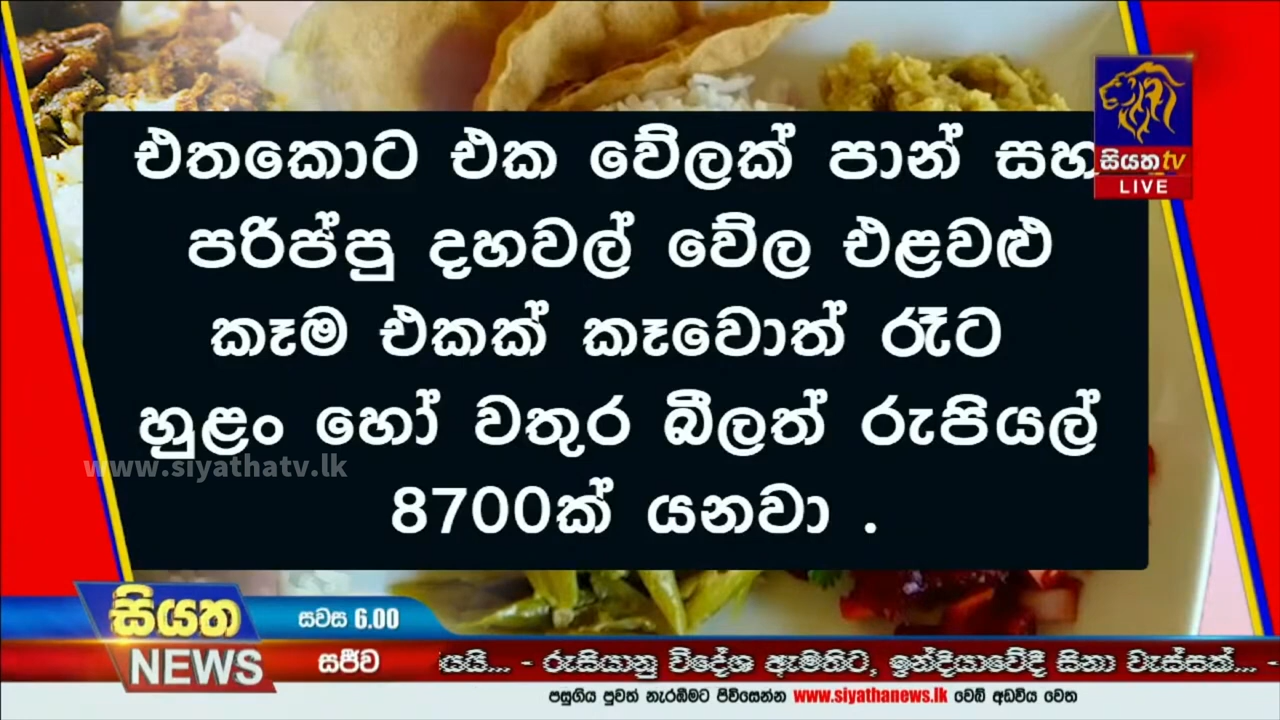 එතකොට එක වේලක් පාන් සහ
පරිප්පු දහවල් වේල එළවළු
කෑම එකක් කෑවොත් රෑට
හුළං හෝ වතුර බීලත් රුපියල්
8700ක් යනවා .
සියත tv
LIVE
www.siyathatv.lk
සියත
NEWS
සවස 6.00
සජීව
යයි... - රුසියානු විදේශ ඇමතිට, ඉන්දියාවේදී සිනා වැස්සක්... -
පසුගිය පුවත් නැරඹීමට පිවිසෙන්න www.siyathanews.lk වෙබ් අඩවිය වෙත